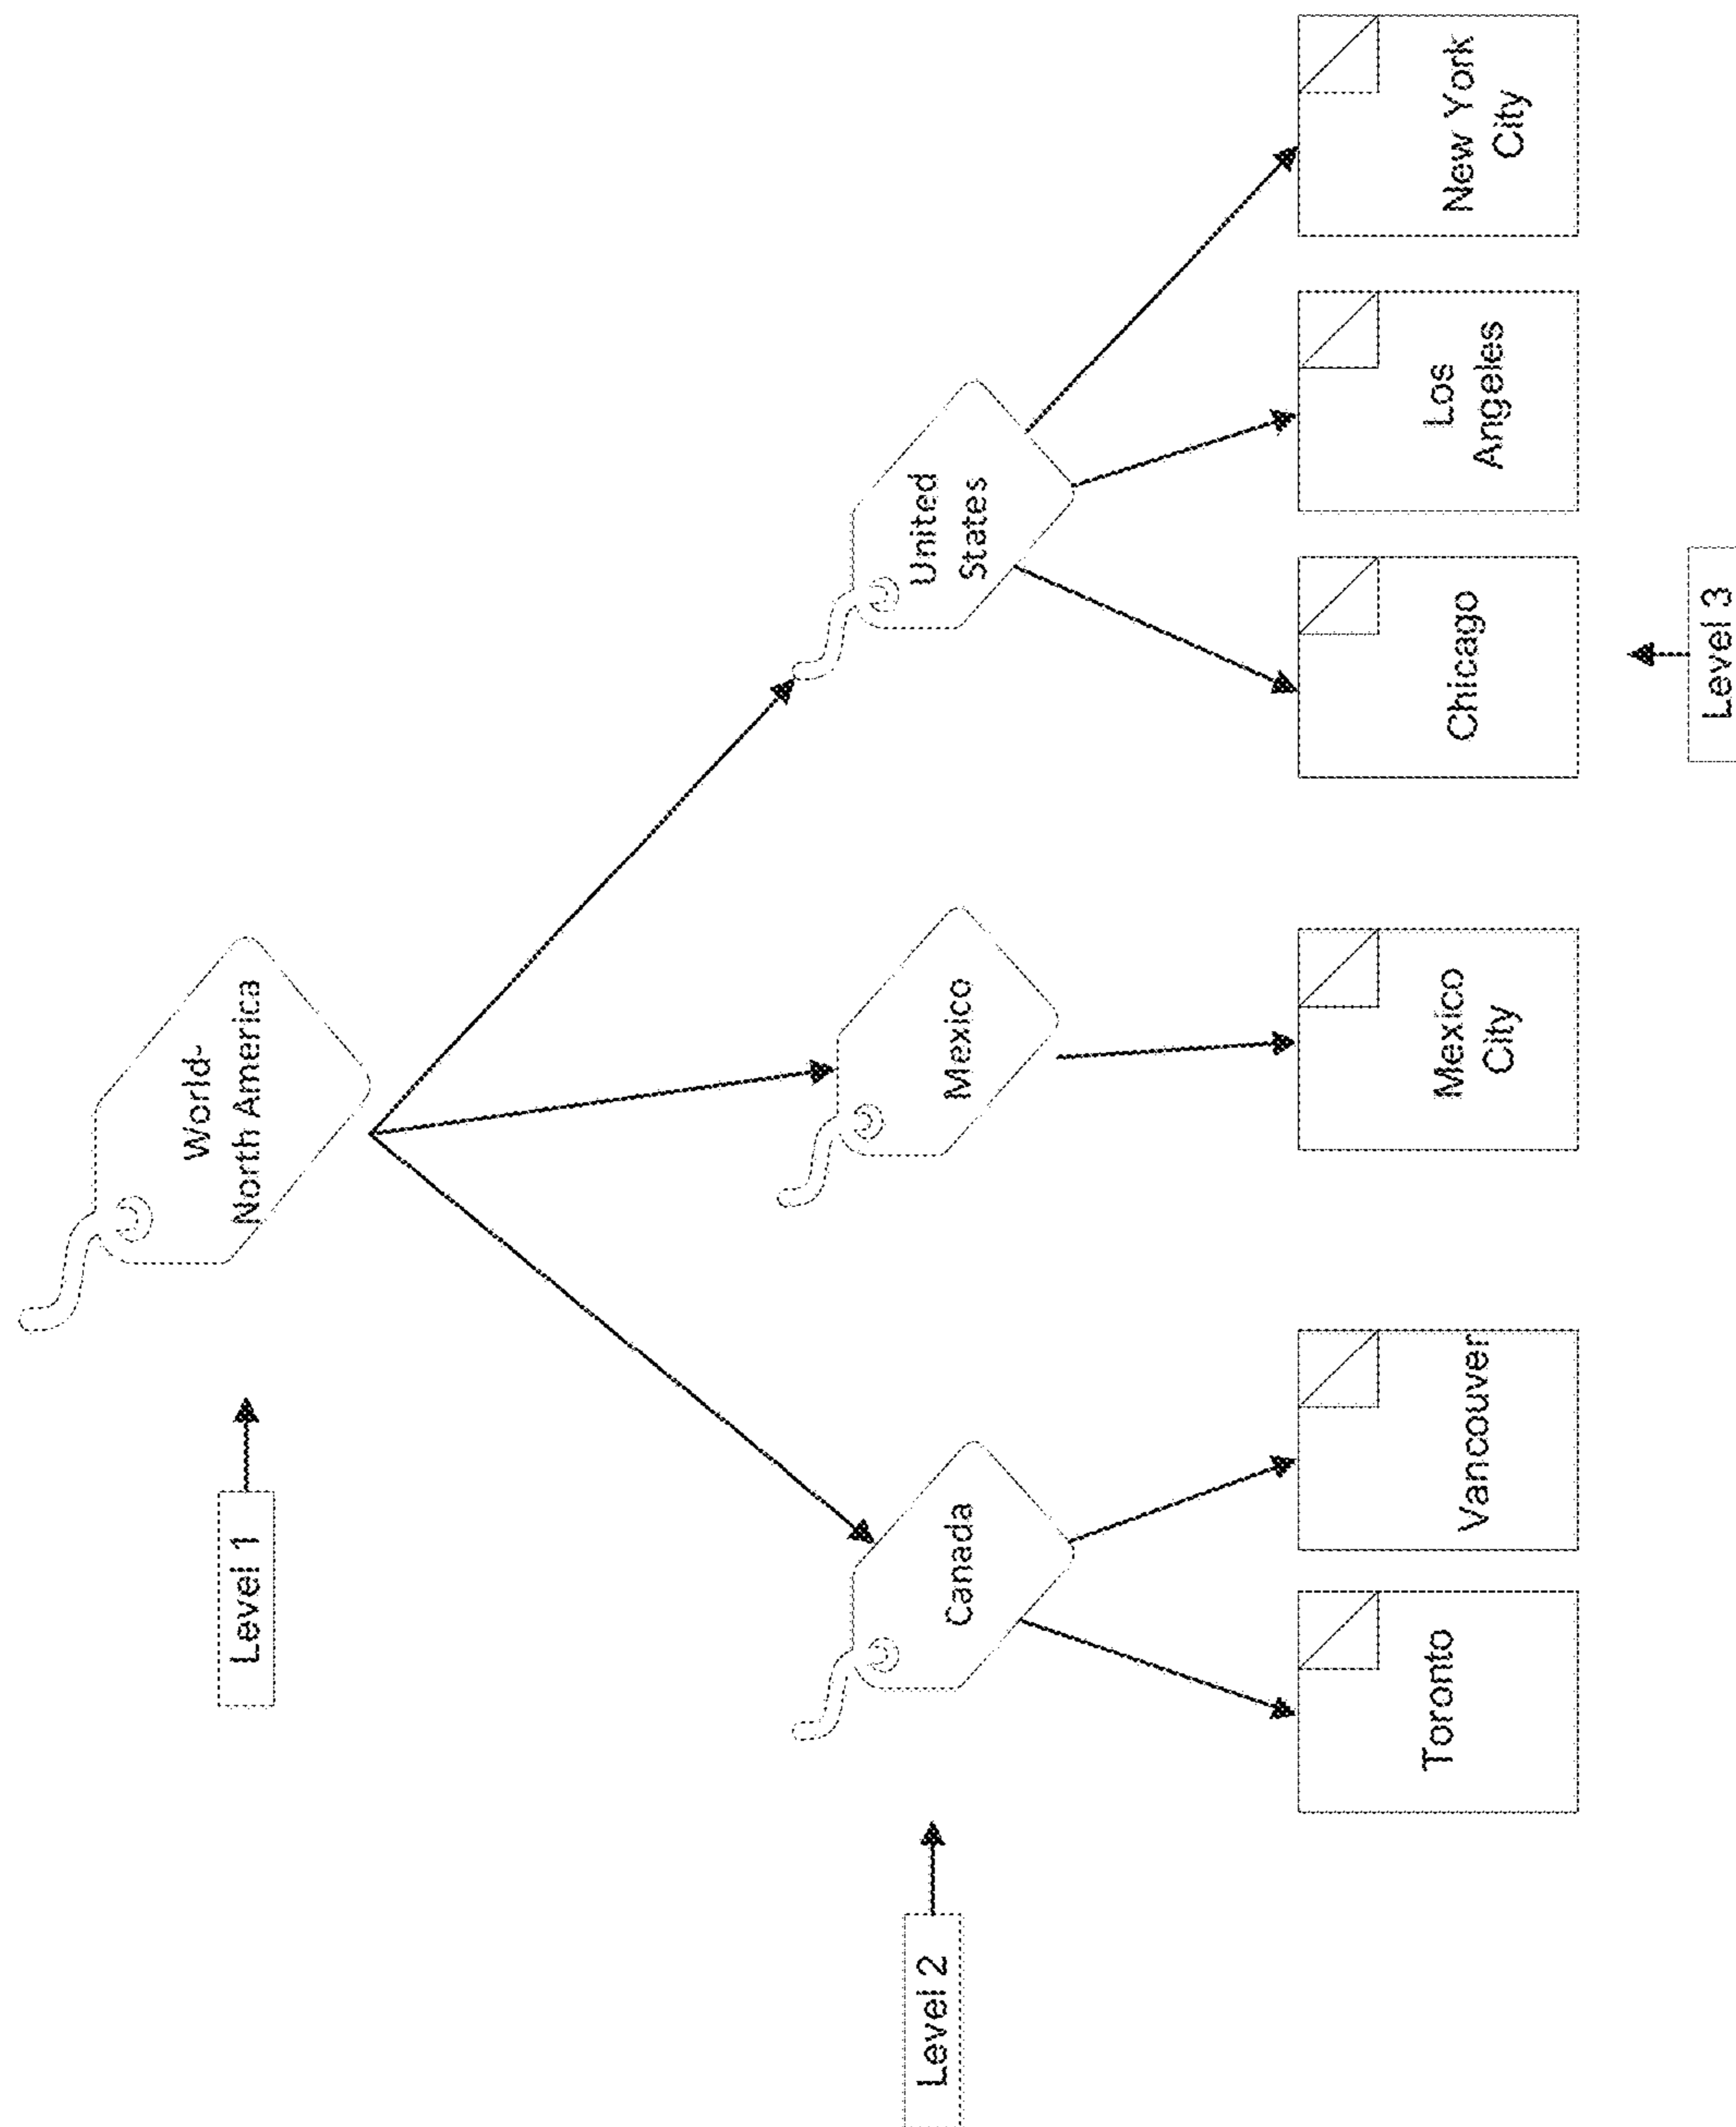 Level 1
World-
North America
Level 2
Canada
Mexico
United
States
Toronto
Vancouver
Mexico
City
Chicago
Los
Angeles
New York
City
Level 3